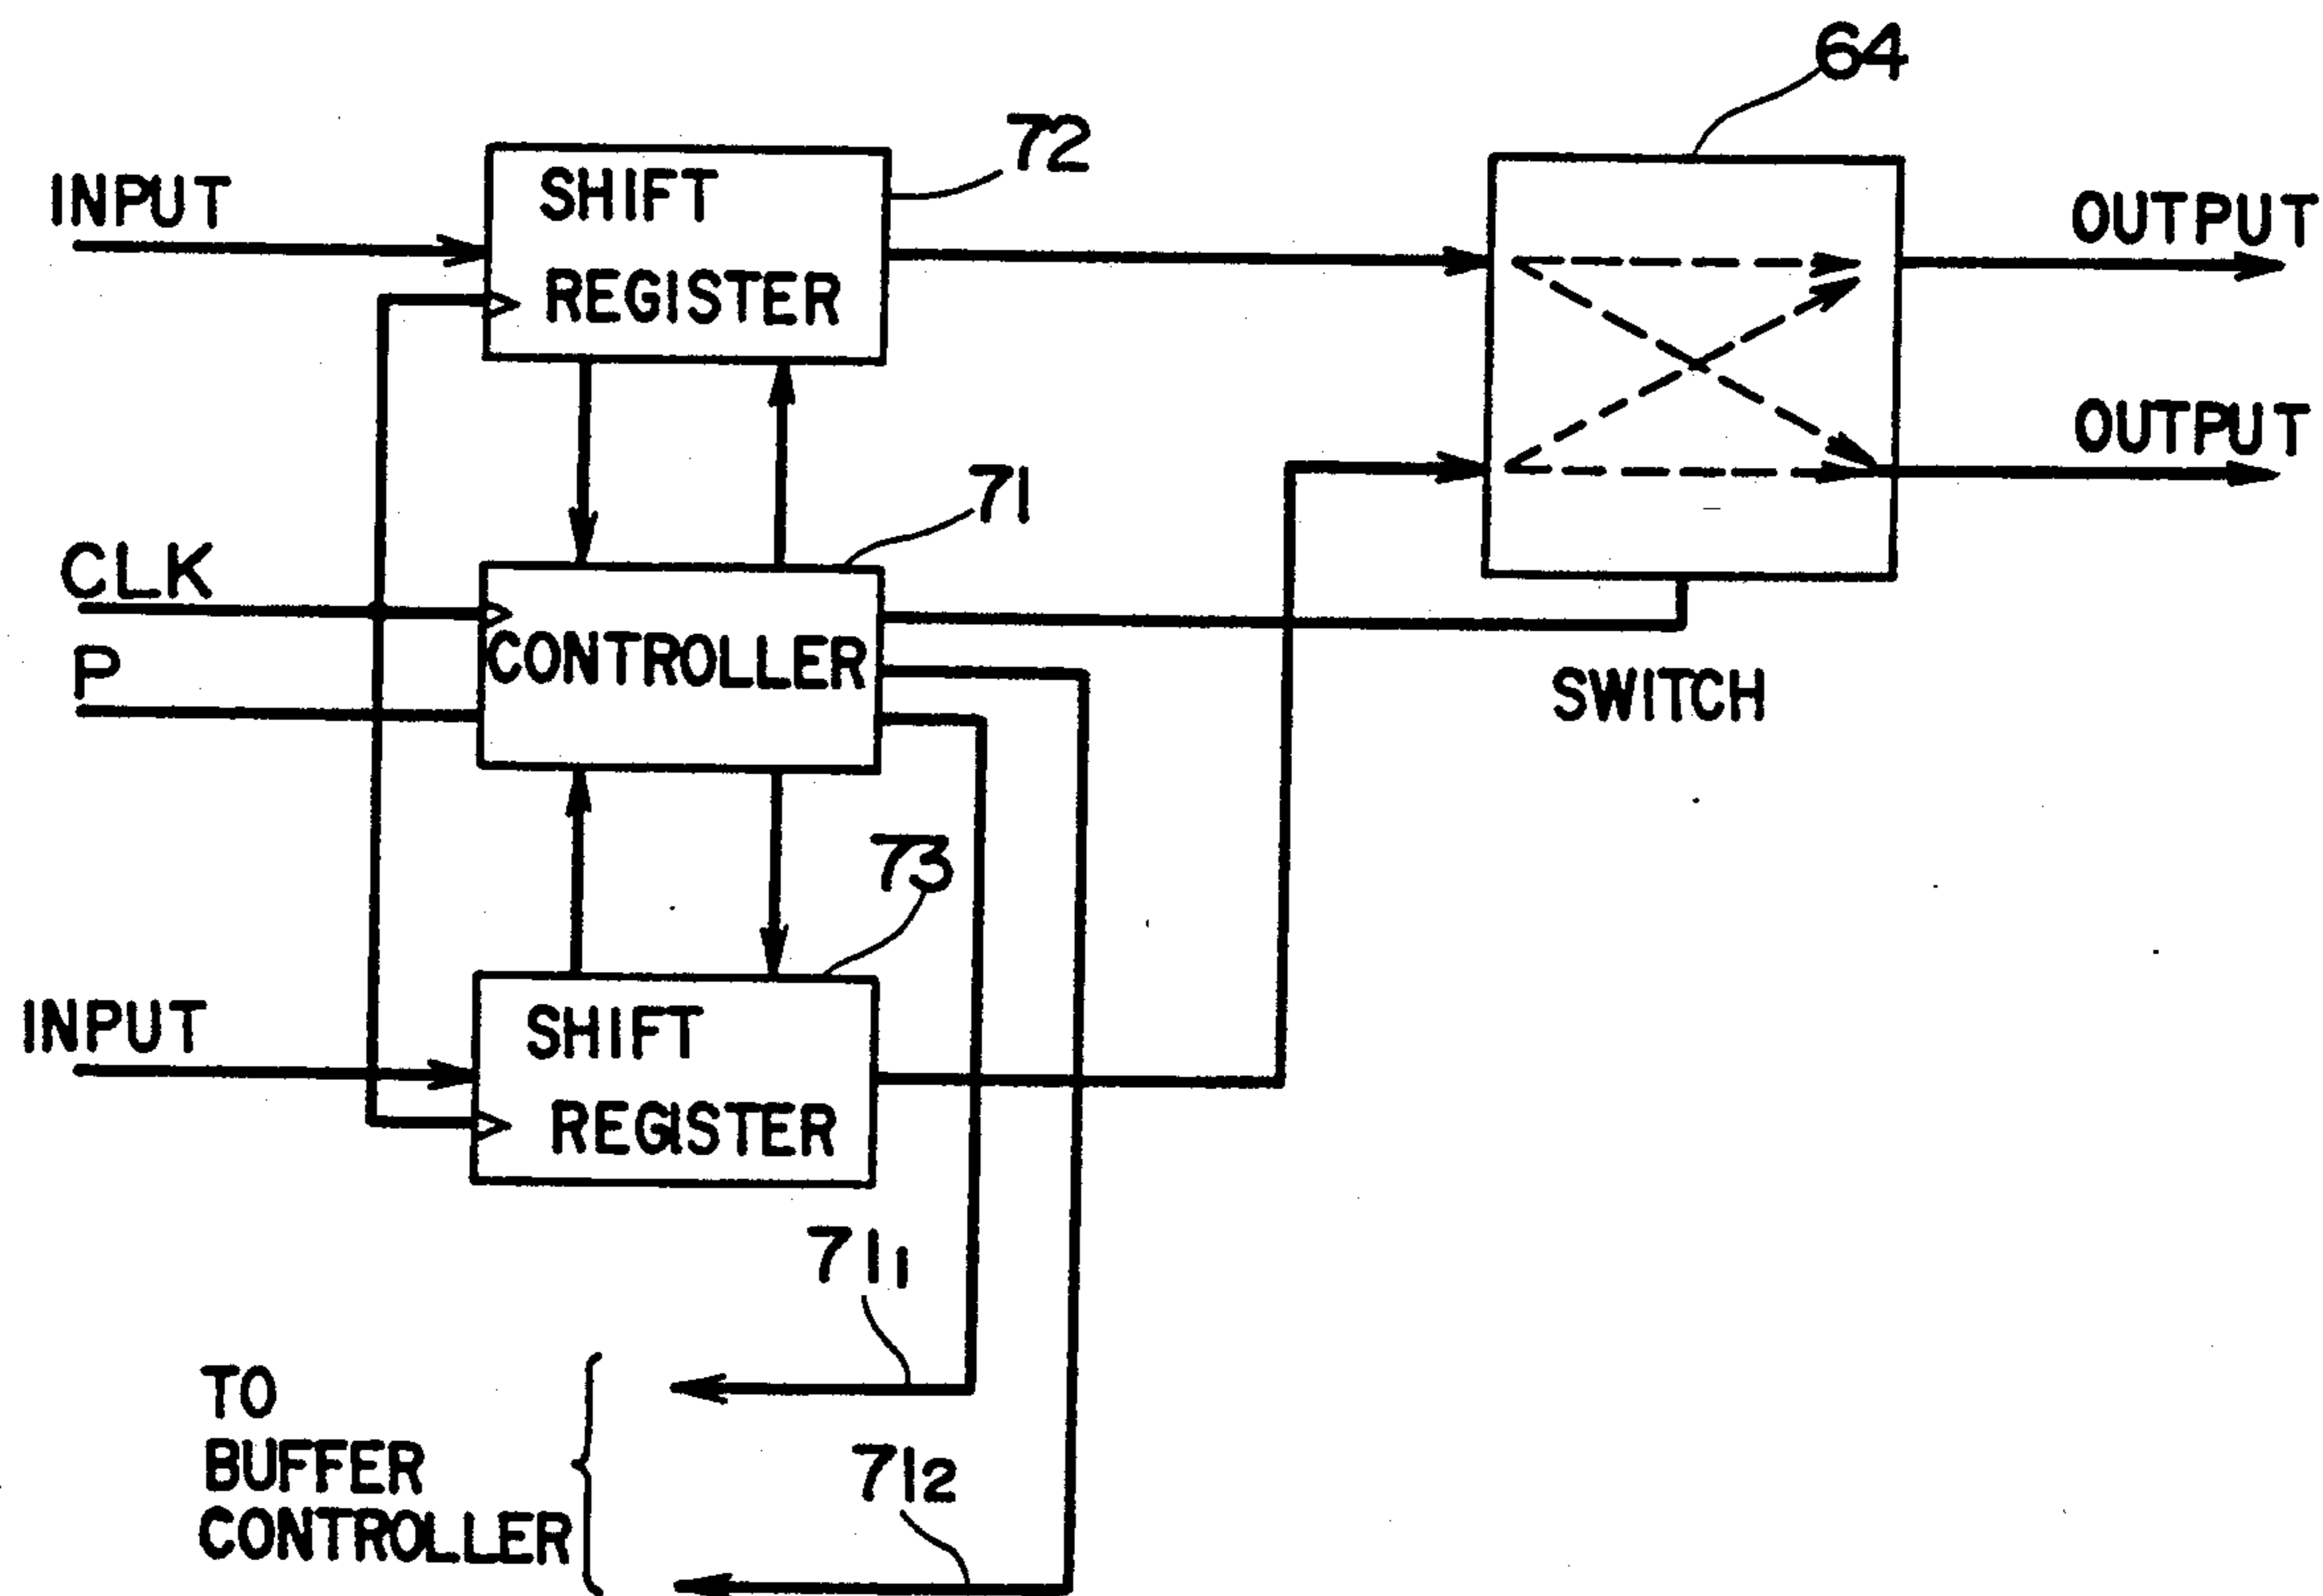 64
72
INPUT
SHIFT
REGISTER
OUTPUT
OUTPUT
71
CLK
P
CONTROLLER
SWITCH
73
INPUT
SHIFT
REGISTER
71₁
TO
BUFFER
CONTROLLER
71₂